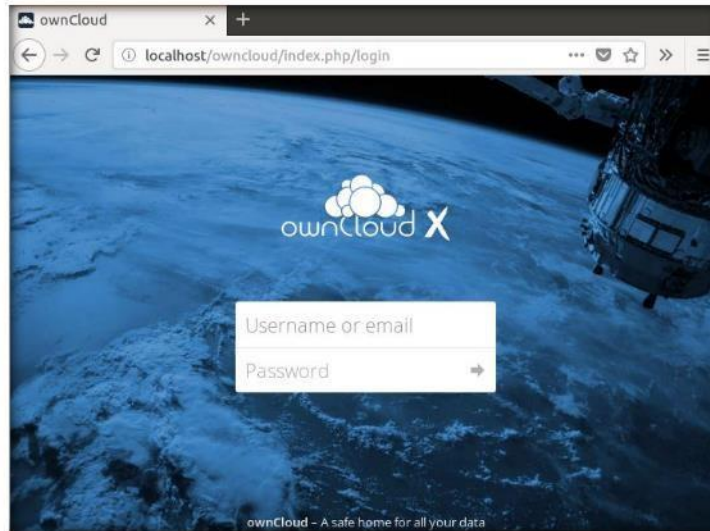 ownCloud
localhost/owncloud/index.php/login
ownCloud X
Username or email
Password
ownCloud – A safe home for all your data